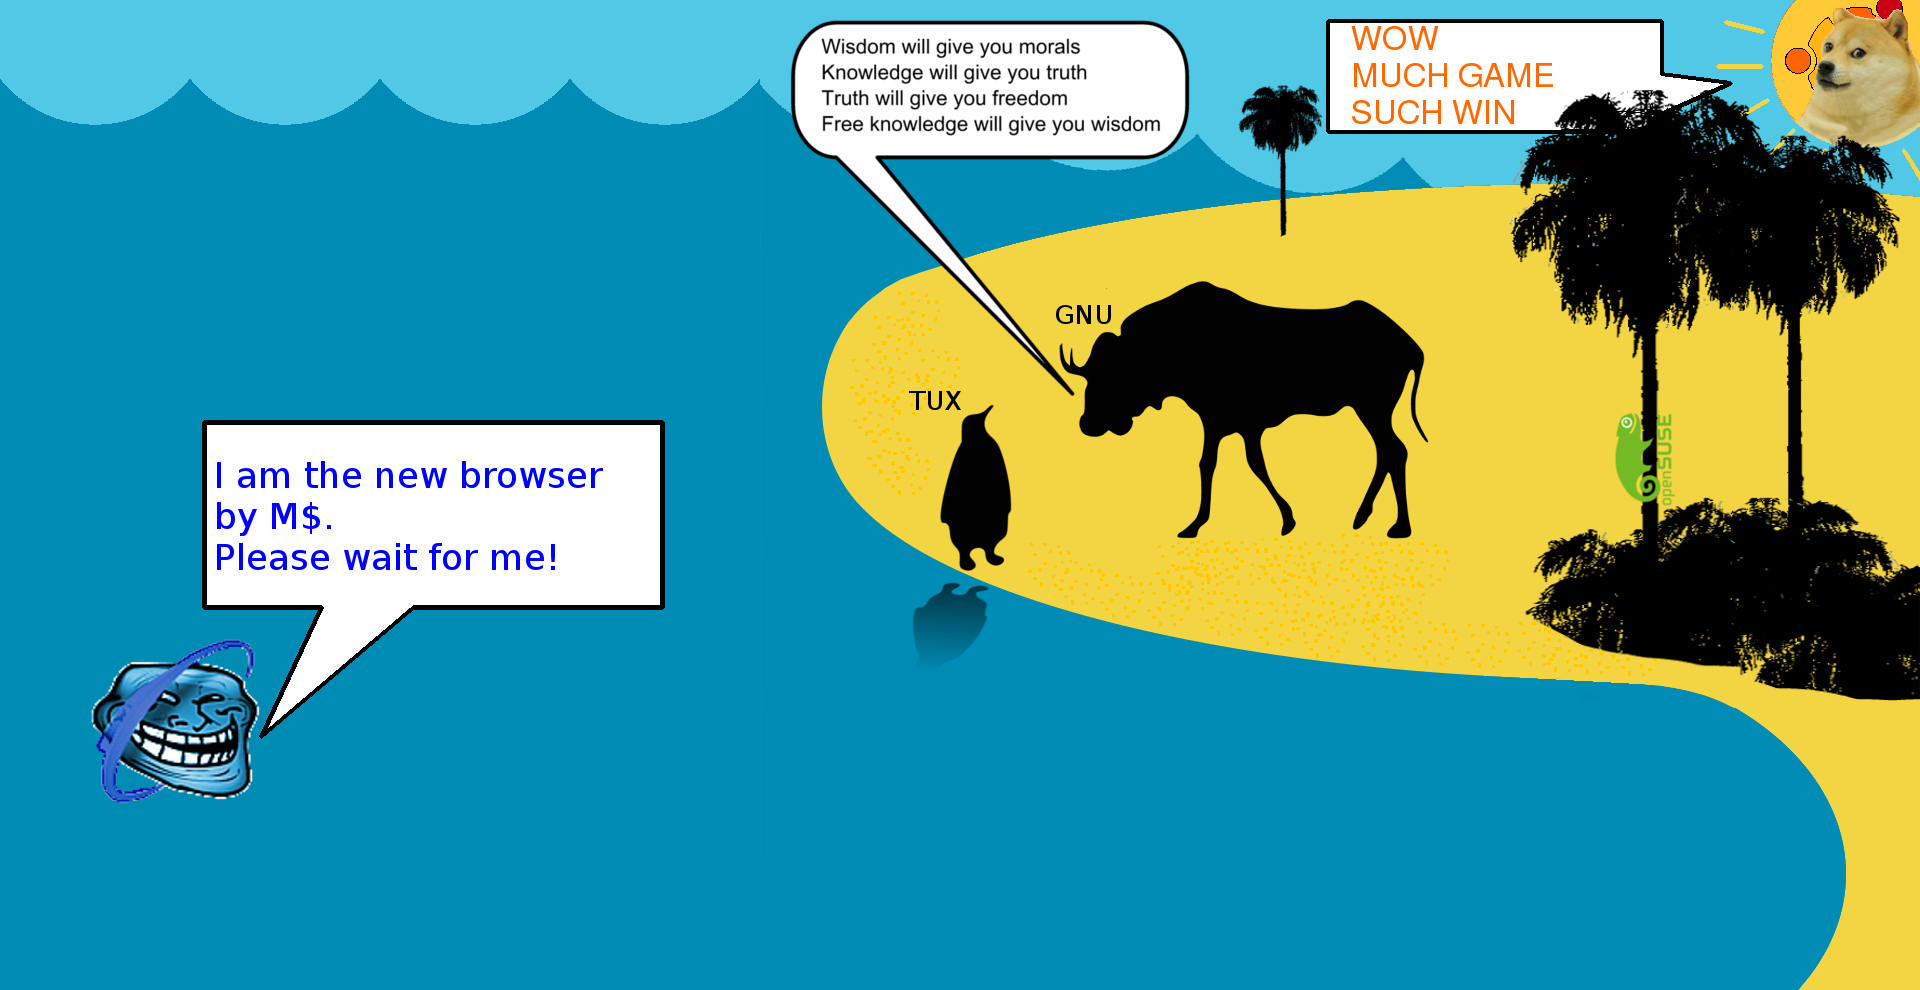 Wisdom will give you morals
Knowledge will give you truth
Truth will give you freedom
Free knowledge will give you wisdom
WOW
MUCH GAME
SUCH WIN
GNU
TUX
openSUSE
I am the new browser
by M$.
Please wait for me!